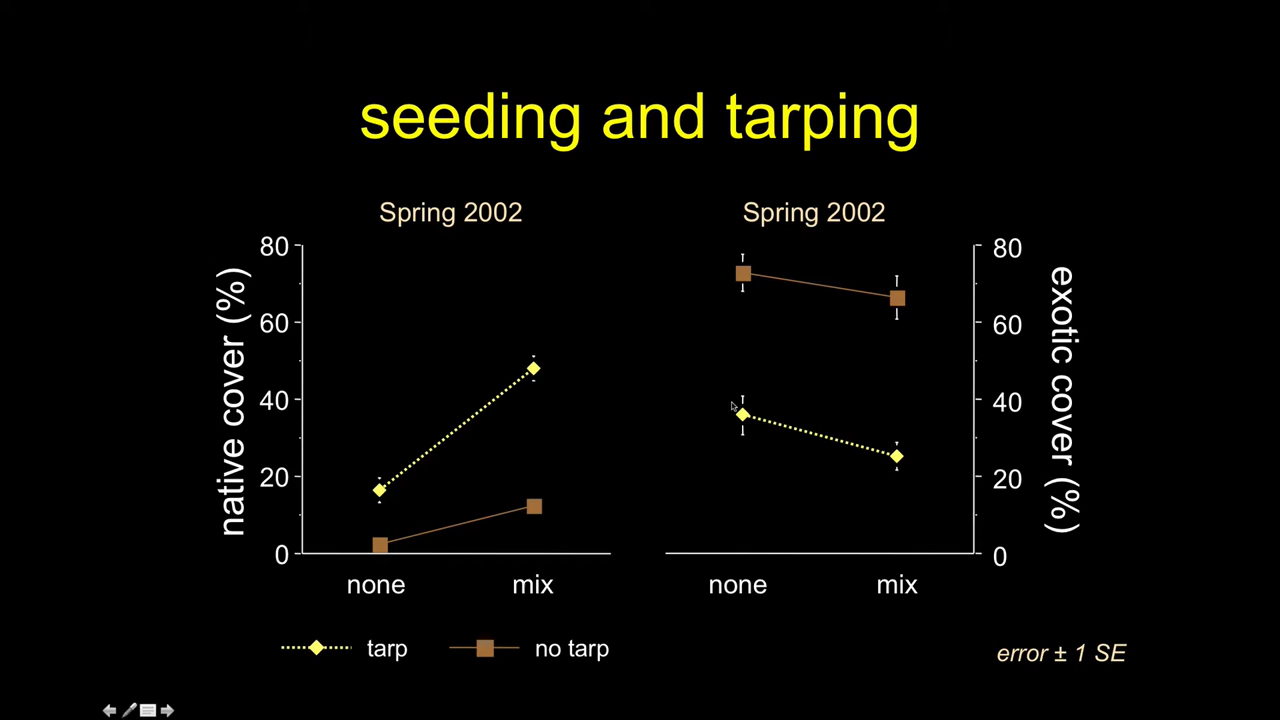 seeding and tarping
Spring 2002
Spring 2002
native cover (%)
80
60
40
20
0
none
mix
80
60
40
20
0
exotic cover (%)
none
mix
tarp
no tarp
error ± 1 SE